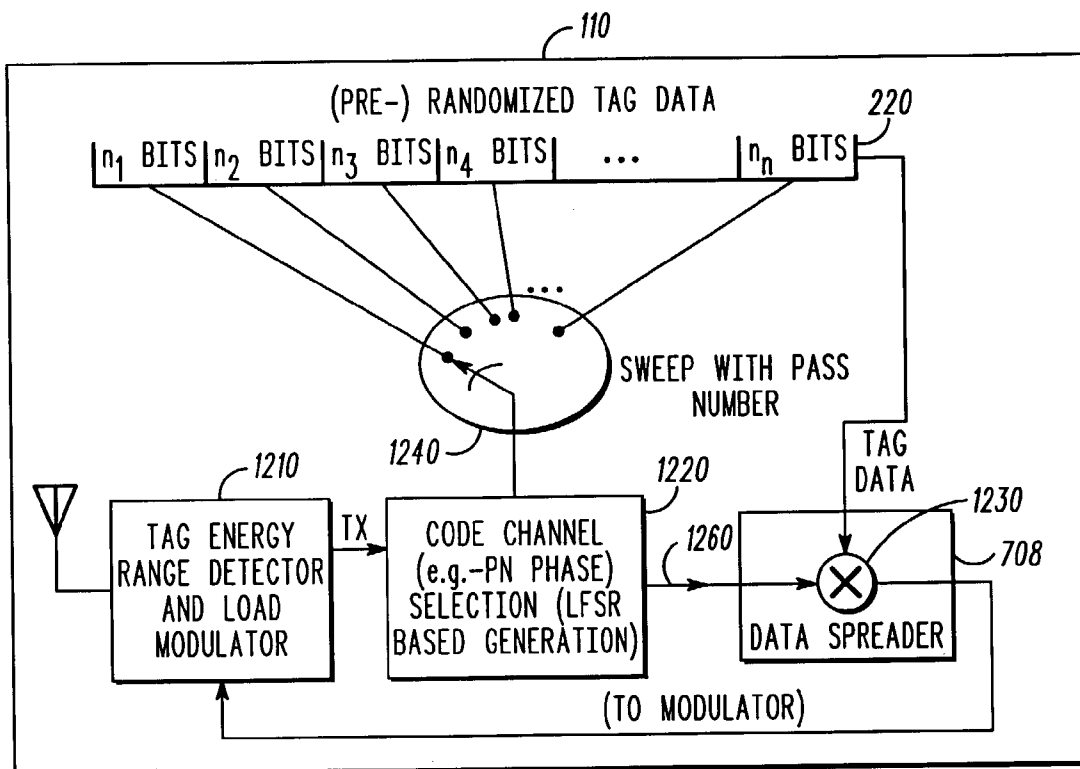 110
(PRE-) RANDOMIZED TAG DATA
220
n1 BITS n2 BITS n3 BITS n4 BITS ... nn BITS
...
SWEEP WITH PASS
NUMBER
1240
TAG
DATA
1210
1220
1230
TAG ENERGY
RANGE DETECTOR
AND LOAD
MODULATOR
TX
CODE CHANNEL
(e.g.-PN PHASE)
SELECTION (LFSR
BASED GENERATION)
1260
708
DATA SPREADER
(TO MODULATOR)